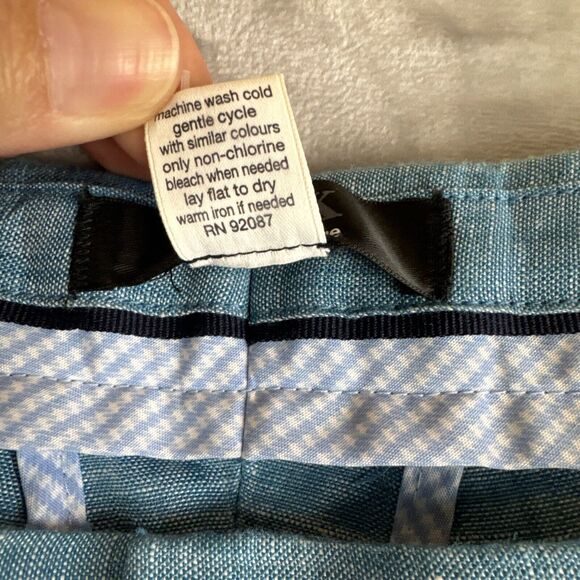 machine wash cold
gentle cycle
with similar colours
only non-chlorine
bleach when needed
lay flat to dry
warm iron if needed
RN 92087